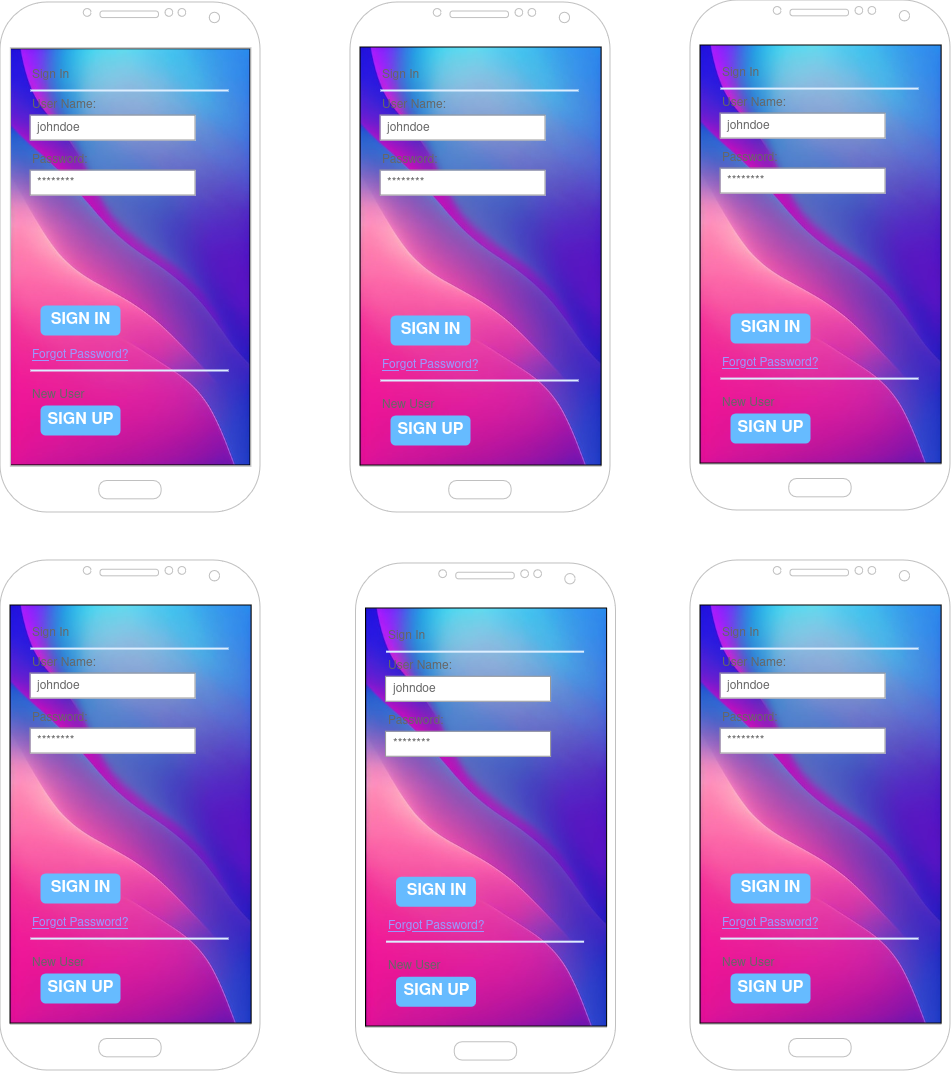 Sign In
User Name:
johndoe
Password:
********
SIGN IN
Forgot Password?
New User
SIGN UP
Sign In
User Name:
johndoe
Password:
********
SIGN IN
Forgot Password?
New User
SIGN UP
Sign In
User Name:
johndoe
Password:
********
SIGN IN
Forgot Password?
New User
SIGN UP
Sign In
User Name:
johndoe
Password:
********
SIGN IN
Forgot Password?
New User
SIGN UP
Sign In
User Name:
johndoe
Password:
********
SIGN IN
Forgot Password?
New User
SIGN UP
Sign In
User Name:
johndoe
Password:
********
SIGN IN
Forgot Password?
New User
SIGN UP